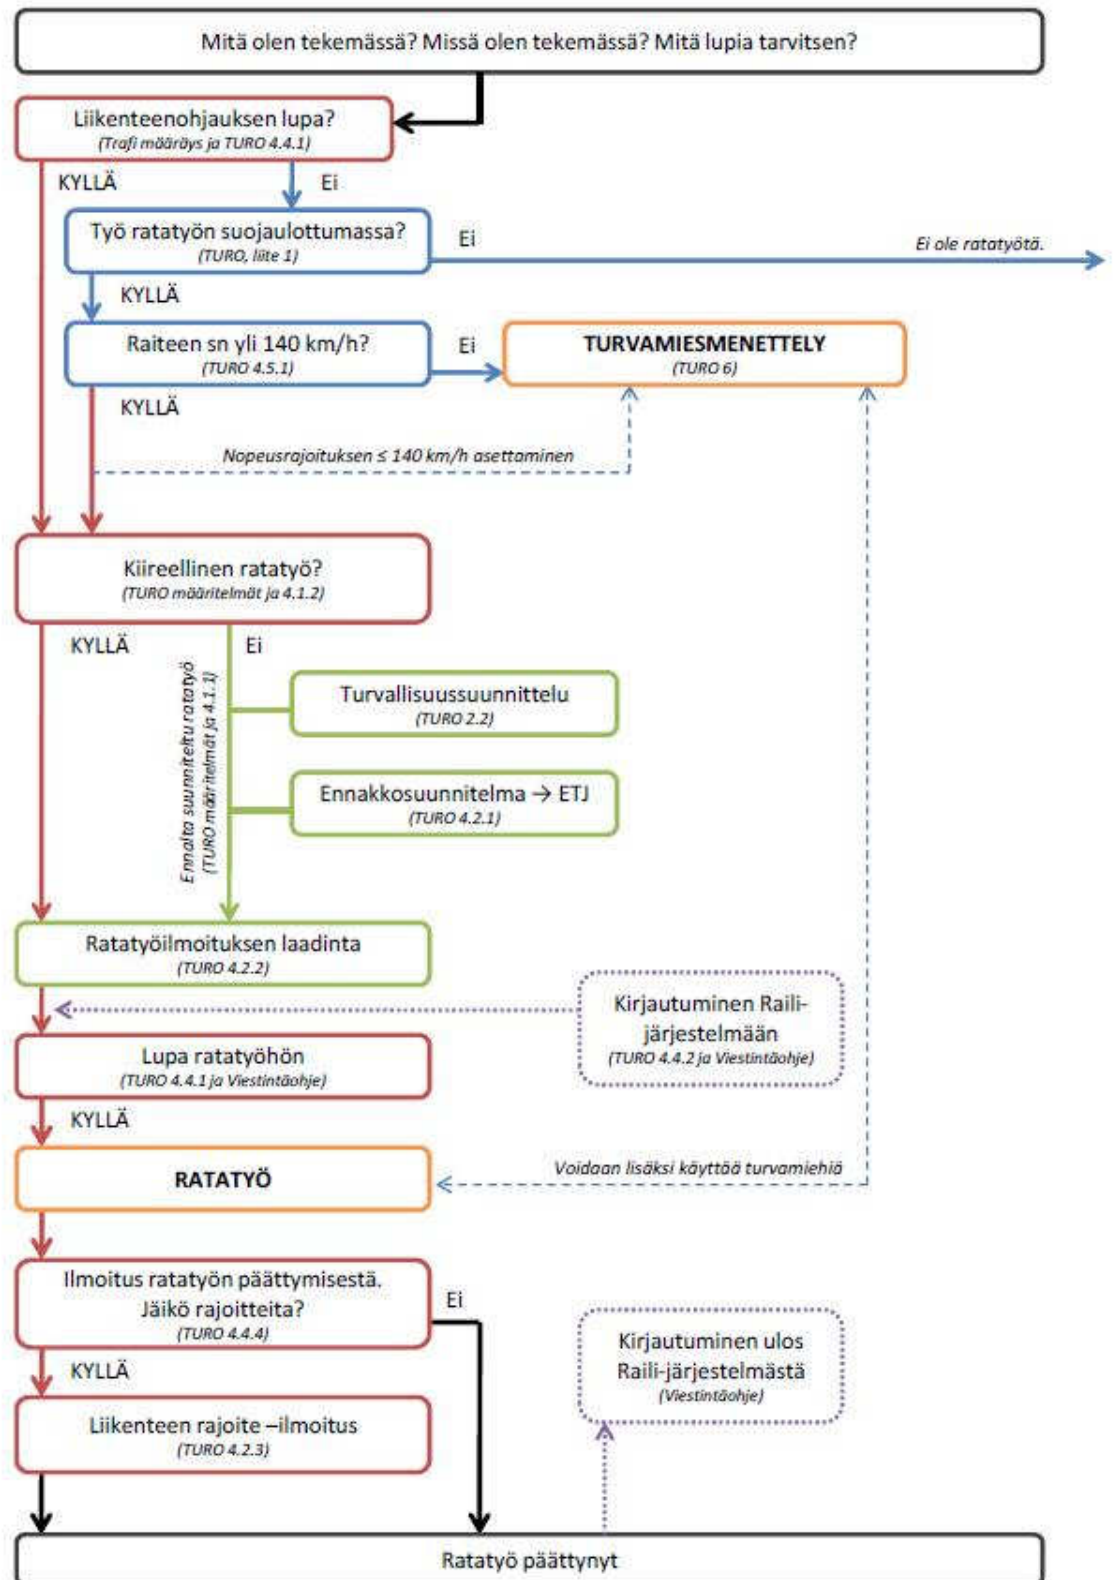 Mitä olen tekemässä? Missä olen tekemässä? Mitä lupia tarvitsen?
Liikenteenohjauksen lupa?
(Trafi määräys ja TURO 4.4.1)
KYLLÄ
Ei
Työ ratatyön suojaulottumassa?
(TURO, liite 1)
Ei
Ei ole ratatyötä.
KYLLÄ
Raiteen sn yli 140 km/h?
(TURO 4.5.1)
Ei
TURVAMIESMENETTELY
(TURO 6)
KYLLÄ
Nopeusrajoituksen ≤ 140 km/h asettaminen
Kiireellinen ratatyö?
(TURO määritelmät ja 4.1.2)
KYLLÄ
Ei
Ennalta suunniteltu ratatyö
(TURO määritelmät ja 4.1.1)
Turvallisuussuunnittelu
(TURO 2.2)
Ennakkosuunnitelma → ETJ
(TURO 4.2.1)
Ratatyöilmoituksen laadinta
(TURO 4.2.2)
Kirjautuminen Raili-
järjestelmään
(TURO 4.4.2 ja Viestintäohje)
Lupa ratatyöhön
(TURO 4.4.1 ja Viestintäohje)
KYLLÄ
RATATYÖ
Voidaan lisäksi käyttää turvamiehiä
Ilmoitus ratatyön päättymisestä.
Jäikö rajoitteita?
(TURO 4.4.4)
Ei
KYLLÄ
Kirjautuminen ulos
Raili-järjestelmästä
(Viestintäohje)
Liikenteen rajoite –ilmoitus
(TURO 4.2.3)
Ratatyö päättynyt